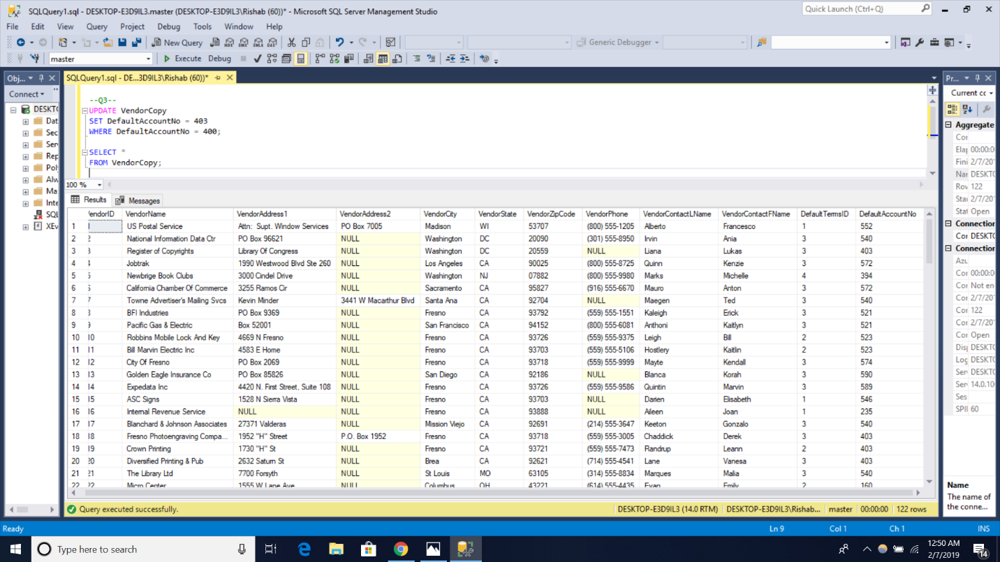 SQLQuery1.sql - DESKTOP-E3D9IL3.master (DESKTOP-E3D9IL3\Rishab (60))* - Microsoft SQL Server Management Studio
Quick Launch (Ctrl+Q)
File Edit View Query Project Debug Tools Window Help
New Query
Generic Debugger
master Execute Debug
Obj...
SQLQuery1.sql - DE...3D9IL3\Rishab (60))*
Pr...
Connect
DESKTO
Dat
Sec
Ser
Rep
Pol
Alw
Ma
Inte
SQL
XEv
--Q3--
UPDATE VendorCopy
SET DefaultAccountNo = 403
WHERE DefaultAccountNo = 400;
SELECT *
FROM VendorCopy;
100 %
Results Messages
VendorID VendorName VendorAddress1 VendorAddress2 VendorCity VendorState VendorZipCode VendorPhone VendorContactLName VendorContactFName DefaultTermsID DefaultAccountNo
1 1 US Postal Service Attn: Supt. Window Services PO Box 7005 Madison WI 53707 (800) 555-1205 Alberto Francesco 1 552
2 2 National Information Data Ctr PO Box 96621 NULL Washington DC 20090 (301) 555-8950 Irvin Ania 3 540
3 3 Register of Copyrights Library Of Congress NULL Washington DC 20559 NULL Liana Lukas 3 403
4 4 Jobtrak 1990 Westwood Blvd Ste 260 NULL Los Angeles CA 90025 (800) 555-8725 Quinn Kenzie 3 572
5 5 Newbrige Book Clubs 3000 Cindel Drive NULL Washington NJ 07882 (800) 555-9980 Marks Michelle 4 394
6 6 California Chamber Of Commerce 3255 Ramos Cir NULL Sacramento CA 95827 (916) 555-6670 Mauro Anton 3 572
7 7 Towne Advertiser's Mailing Svcs Kevin Minder 3441 W Macarthur Blvd Santa Ana CA 92704 NULL Maegen Ted 3 540
8 8 BFI Industries PO Box 9369 NULL Fresno CA 93792 (559) 555-1551 Kaleigh Erick 3 521
9 9 Pacific Gas & Electric Box 52001 NULL San Francisco CA 94152 (800) 555-6081 Anthoni Kaitlyn 3 521
10 10 Robbins Mobile Lock And Key 4669 N Fresno NULL Fresno CA 93726 (559) 555-9375 Leigh Bill 2 523
11 11 Bill Marvin Electric Inc 4583 E Home NULL Fresno CA 93703 (559) 555-5106 Hostlery Kaitlin 2 523
12 12 City Of Fresno PO Box 2069 NULL Fresno CA 93718 (559) 555-9999 Mayte Kendall 3 574
13 13 Golden Eagle Insurance Co PO Box 85826 NULL San Diego CA 92186 NULL Blanca Korah 3 590
14 14 Expedata Inc 4420 N. First Street, Suite 108 NULL Fresno CA 93726 (559) 555-9586 Quintin Marvin 3 589
15 15 ASC Signs 1528 N Sierra Vista NULL Fresno CA 93703 NULL Darien Elisabeth 1 546
16 16 Internal Revenue Service NULL NULL Fresno CA 93888 NULL Aileen Joan 1 235
17 17 Blanchard & Johnson Associates 27371 Valderas NULL Mission Viejo CA 92691 (214) 555-3647 Keeton Gonzalo 3 540
18 18 Fresno Photoengraving Compa... 1952 "H" Street P.O. Box 1952 Fresno CA 93718 (559) 555-3005 Chaddick Derek 3 403
19 19 Crown Printing 1730 "H" St NULL Fresno CA 93721 (559) 555-7473 Randrup Leann 2 403
20 20 Diversified Printing & Pub 2632 Saturn St NULL Brea CA 92621 (714) 555-4541 Lane Vanesa 3 403
21 21 The Library Ltd 7700 Forsyth NULL St Louis MO 63105 (314) 555-8834 Marques Malia 3 540
22 22 Micro Center 1555 W Lane Ave NULL Columbus OH 43221 (614) 555-4435 Evan Emily 2 160
Current co
Aggregate
Cor
Elap 00:00:0
Fini 2/7/201
Nar DESKTO
Rov 122
Star 2/7/201
Stat Open
Connection
Cor DESKTO
Connection
Azu
Cor 00:00:0
Cor Not en
Cor 2/7/201
Cor 122
Cor 2/7/201
Cor Open
Disp DESKTO
Log DESKTO
Ser DESKTO
Ser 14.0.100
Ses
SPII 60
Name
The name of
the conne...
Query executed successfully. DESKTOP-E3D9IL3 (14.0 RTM) DESKTOP-E3D9IL3\Rishab... master 00:00:00 122 rows
Ready Ln 9 Col 1 Ch 1 INS
Type here to search
12:50 AM
2/7/2019
14